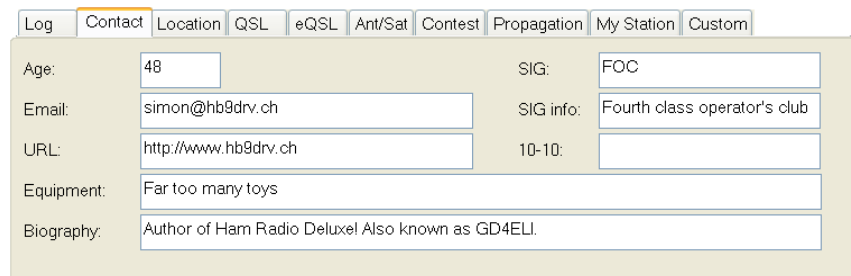 Log Contact Location QSL eQSL Ant/Sat Contest Propagation My Station Custom
Age: 48 SIG: FOC
Email: simon@hb9drv.ch SIG info: Fourth class operator's club
URL: http://www.hb9drv.ch 10-10:
Equipment: Far too many toys
Biography: Author of Ham Radio Deluxe! Also known as GD4ELI.